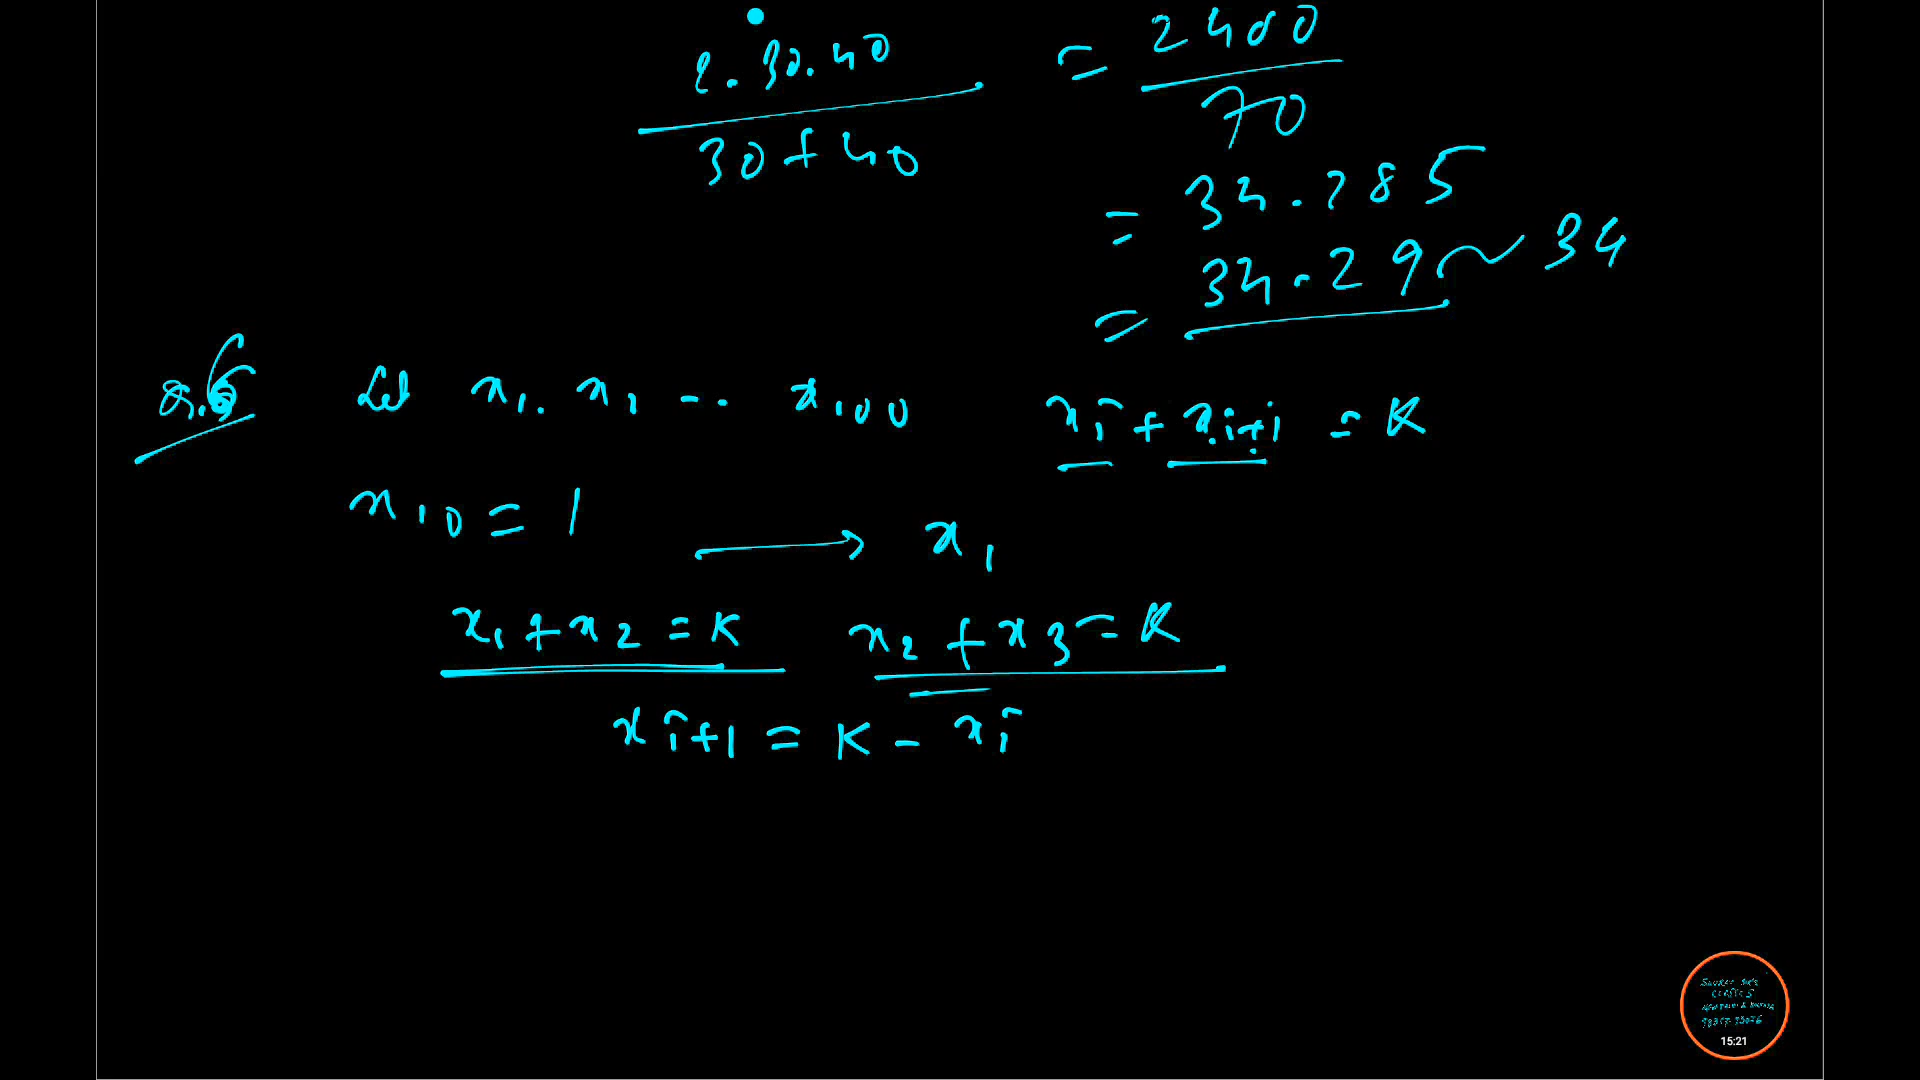 2.30.40 / 30+40 = 2400 / 70
= 34.285
= 34.29 ~ 34
Q.6 Let x₁. x₁ -.. x₁₀₀ xᵢ + xᵢ₊₁ = K
x₁₀ = 1 → x₁
x₁ + x₂ = K x₂ + x₃ = K
xᵢ₊₁ = K - xᵢ
15:21